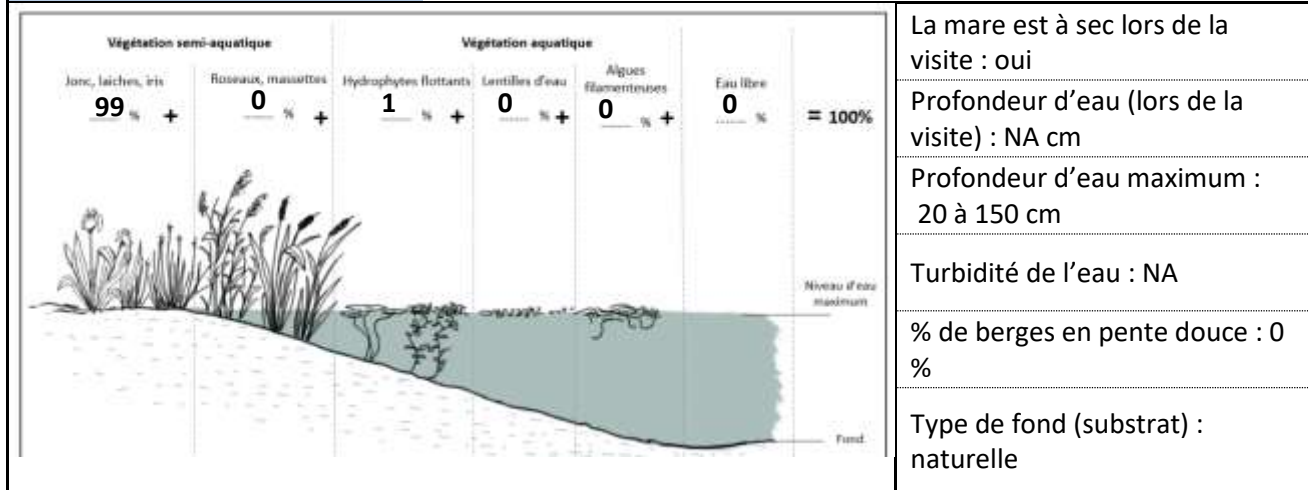 Végétation semi-aquatique
Végétation aquatique
Jonc, laiches, iris
Roseaux, massettes
Hydrophytes flottants
Lentilles d'eau
Algues
filamenteuses
Eau libre
99 % +
0 % +
1 % +
0 % +
0 % +
0 %
= 100%
Niveau d'eau
maximum
Fond
La mare est à sec lors de la
visite : oui
Profondeur d'eau (lors de la
visite) : NA cm
Profondeur d'eau maximum :
20 à 150 cm
Turbidité de l'eau : NA
% de berges en pente douce : 0
%
Type de fond (substrat) :
naturelle